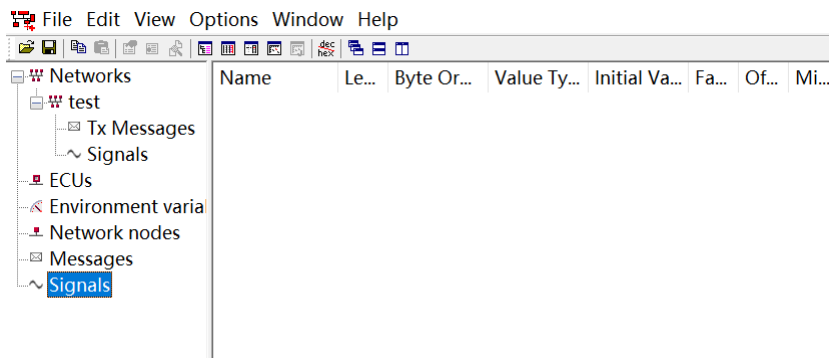 File Edit View Options Window Help
dec
hex
Networks
Name Le... Byte Or... Value Ty... Initial Va... Fa... Of... Mi...
test
Tx Messages
Signals
ECUs
Environment varial
Network nodes
Messages
Signals